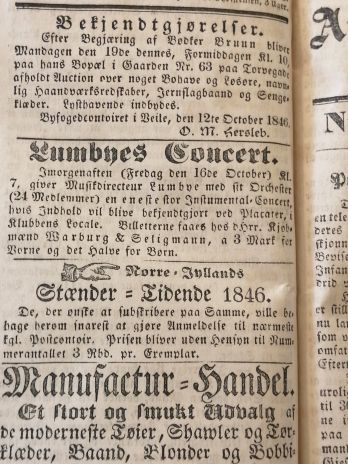 Bekjendtgjørelser.
Efter Begjæring af Bødker Bruun bliver
Mandagen den 19de dennes, Formiddagen Kl. 10,
paa hans Bopæl i Gaarden Nr. 63 paa Torvegade
afholdt Auction over noget Bohave og Løsøre, navn-
lig Haandværksredskaber, Jernslagbaand og Senge-
klæder. Lysthavende indbydes.
Byfogedcontoiret i Veile, den 12te October 1846.
O. M. Hersleb.
Lumbyes Concert.
Imorgenaften (Fredag den 16de October) Kl.
7, giver Musikdirecteur Lumbye med sit Orchester
(24 Medlemmer) en eneste stor Instumental-Concert,
hvis Indhold vil blive bekjendtgjort ved Placater, i
Klubbens Locale. Billetterne faaes hos d'Hrr. Kjøb-
mænd Warburg & Seligmann, a 3 Mark for
Vorne og det Halve for Børn.
Nørre-Jyllands
Stænder-Tidende 1846.
De, der ønske at subskribere paa Samme, ville be-
hage herom snarest at gjøre Anmeldelse til nærmeste
kgl. Postcontoir. Prisen bliver uden Hensyn til Num-
merantallet 3 Rbd. pr. Exemplar.
Manufactur-Handel.
Et stort og smukt Udvalg af
de moderneste Tøier, Shawler og Tør-
klæder, Baand, Blonder og Bobbi-